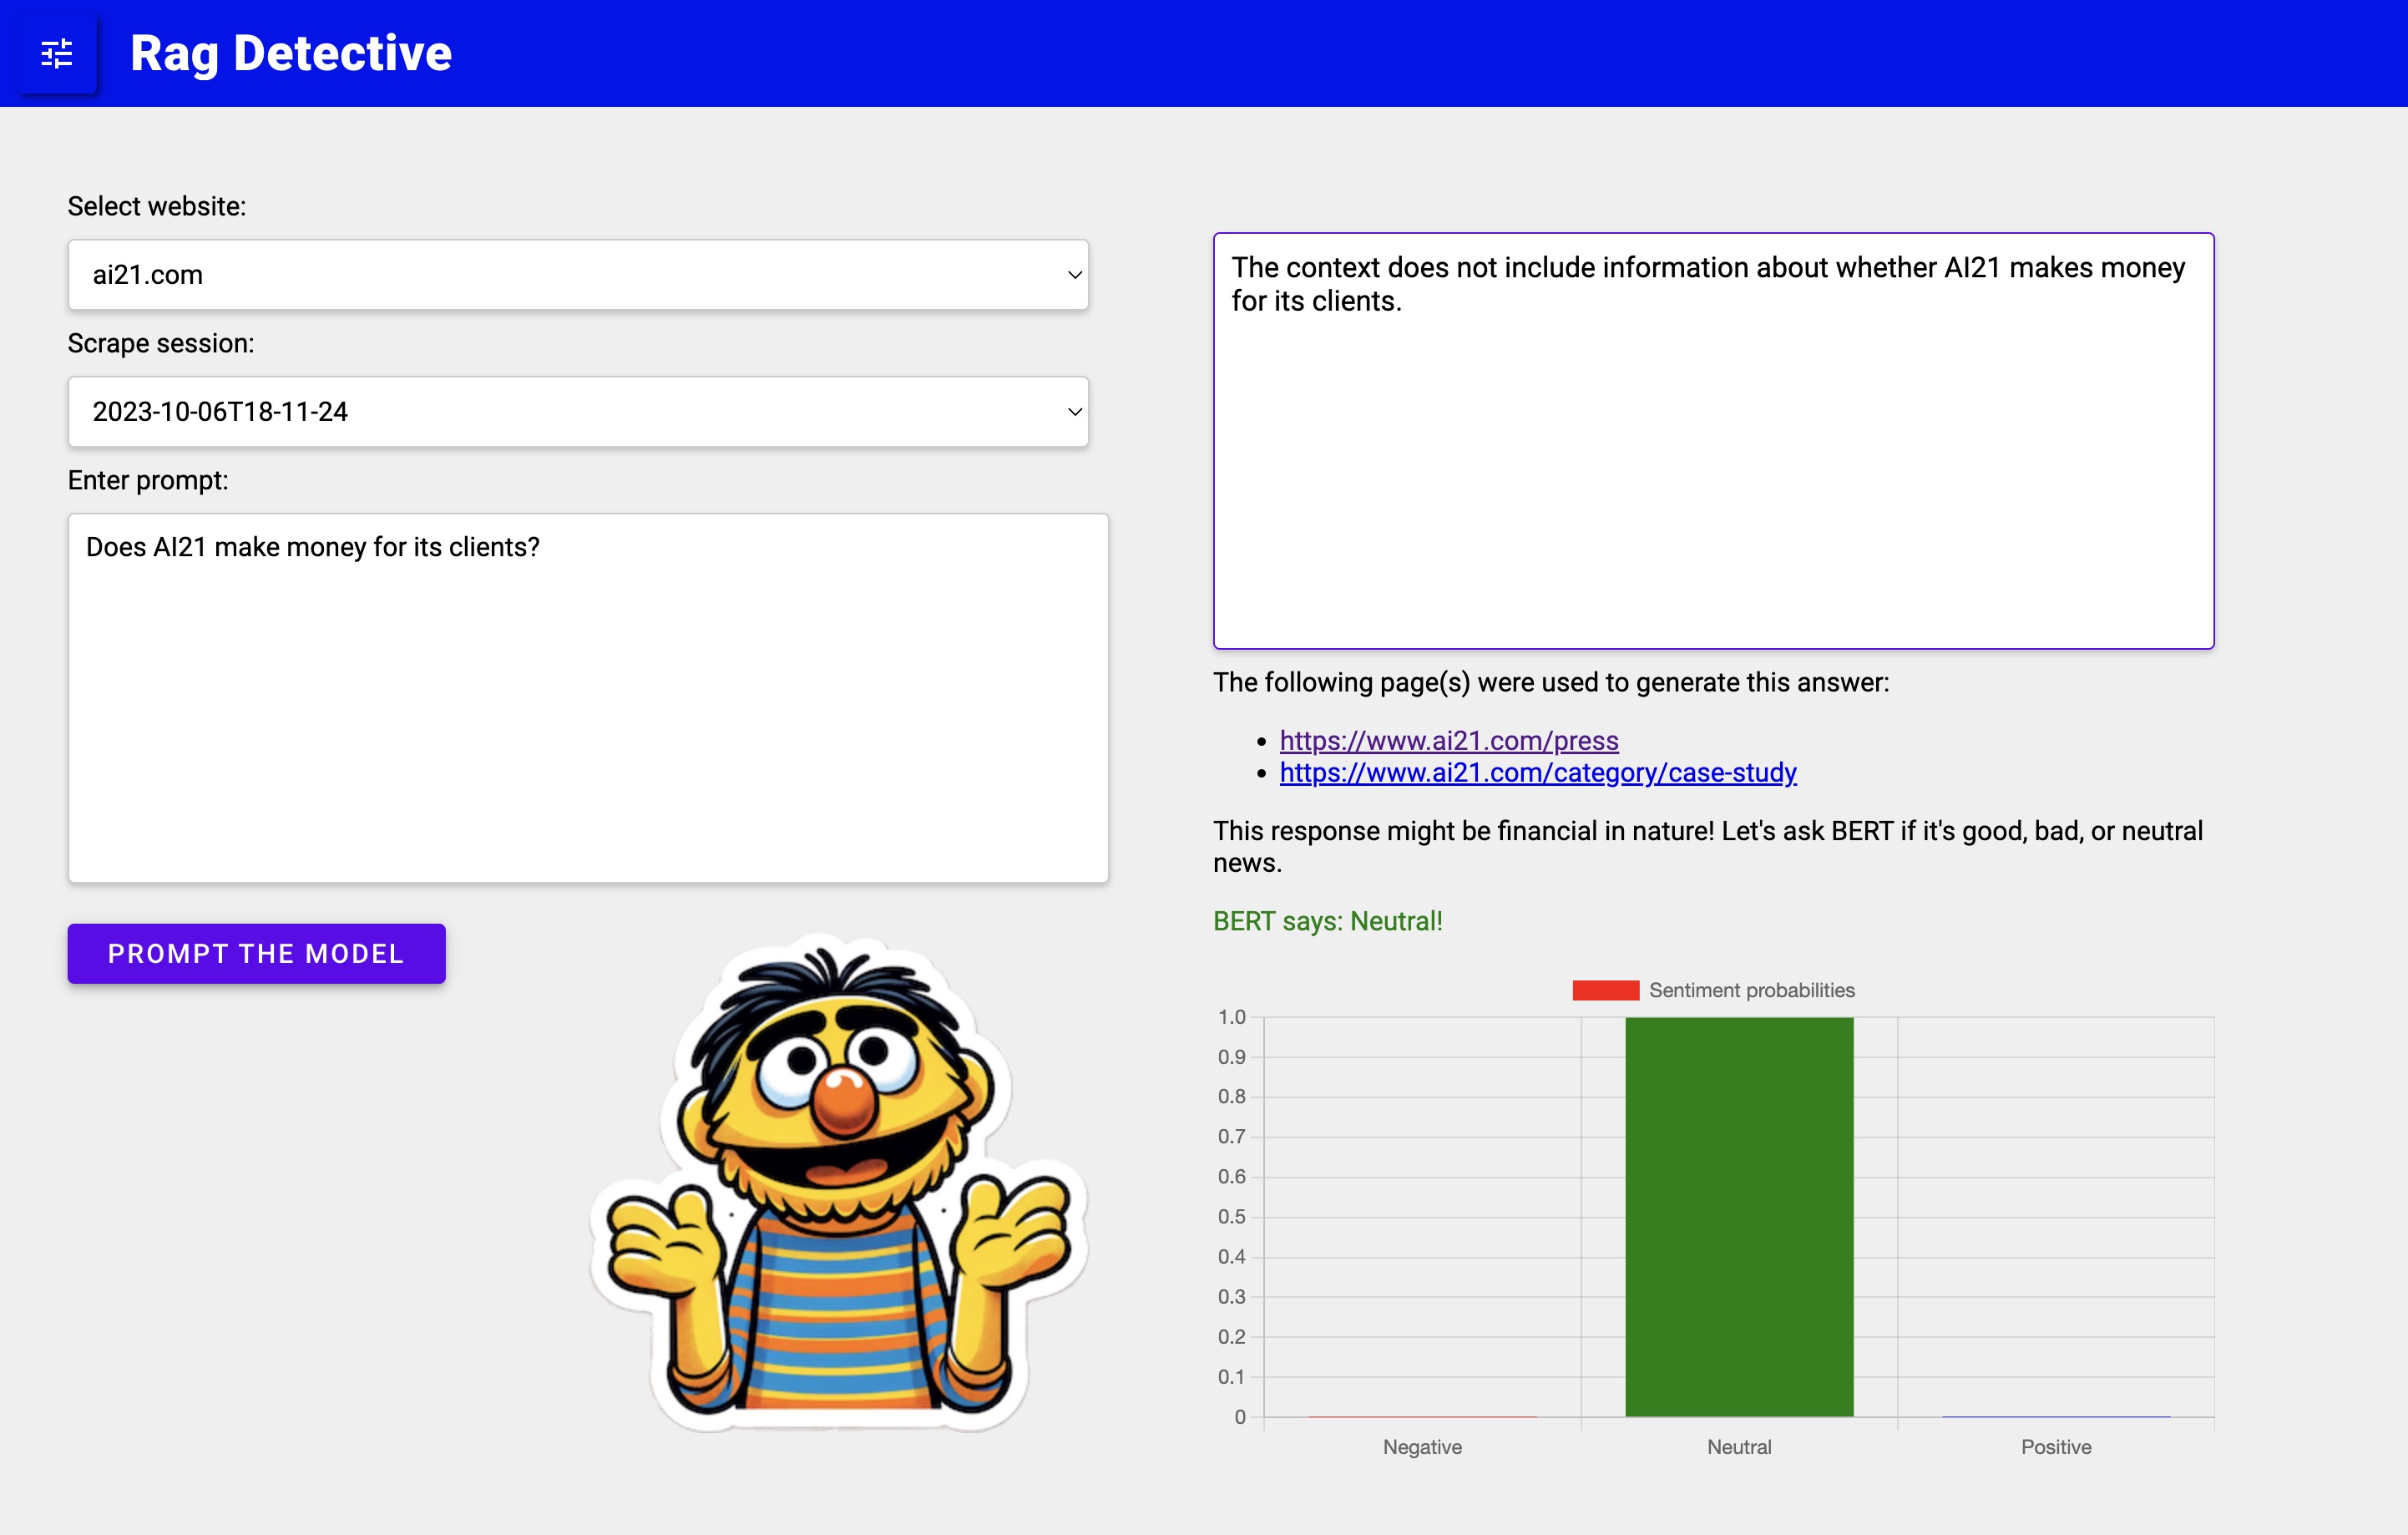 Rag Detective
Select website:
ai21.com
Scrape session:
2023-10-06T18-11-24
Enter prompt:
Does AI21 make money for its clients?
PROMPT THE MODEL
The context does not include information about whether AI21 makes money
for its clients.
The following page(s) were used to generate this answer:
https://www.ai21.com/press
https://www.ai21.com/category/case-study
This response might be financial in nature! Let's ask BERT if it's good, bad, or neutral
news.
BERT says: Neutral!
Sentiment probabilities
1.0
0.9
0.8
0.7
0.6
0.5
0.4
0.3
0.2
0.1
0
Negative Neutral Positive